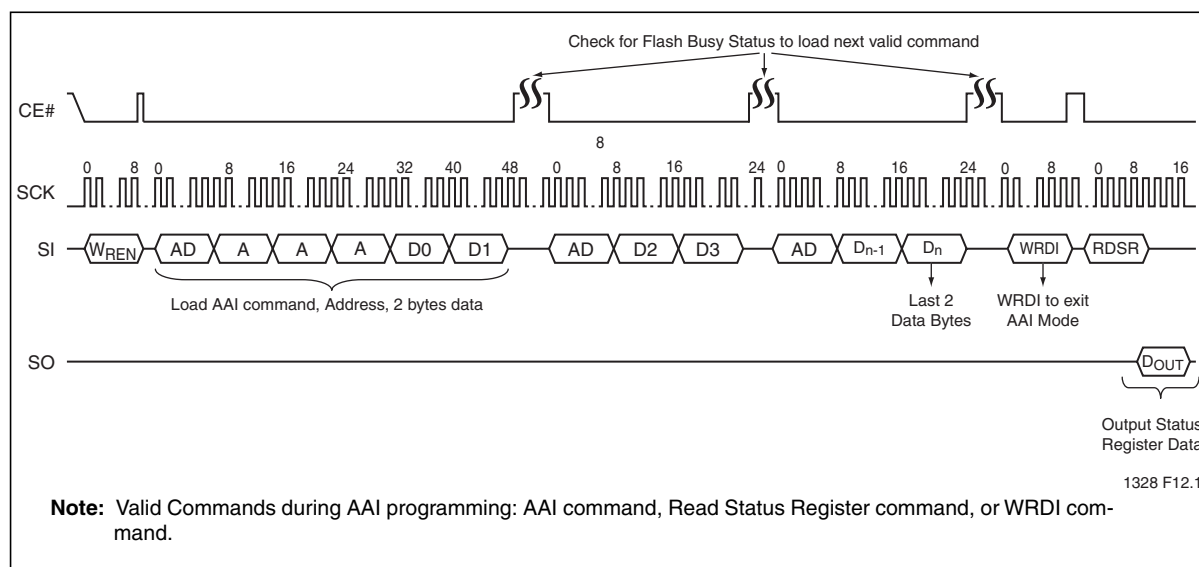 Check for Flash Busy Status to load next valid command
CE#
8
0 8 0 8 16 24 32 40 48 0 8 16 24 0 8 16 24 0 8 0 8 16
SCK
SI WREN AD A A A D0 D1 AD D2 D3 AD Dn-1 Dn WRDI RDSR
Load AAI command, Address, 2 bytes data
Last 2
Data Bytes
WRDI to exit
AAI Mode
SO DOUT
Output Status
Register Data
1328 F12.1
Note: Valid Commands during AAI programming: AAI command, Read Status Register command, or WRDI com-
mand.